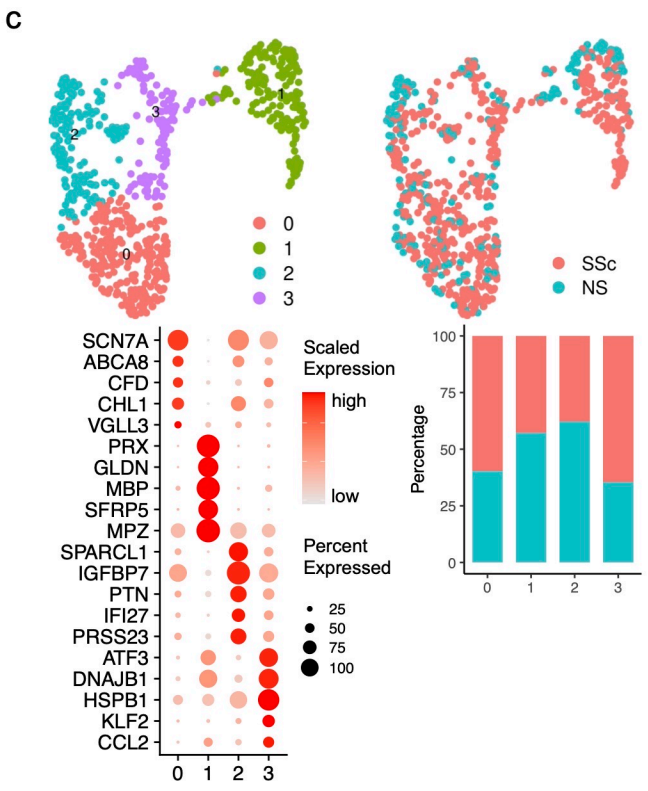 C
3
1
2
0
0
1
2
3
SSc
NS
SCN7A
ABCA8
CFD
CHL1
VGLL3
PRX
GLDN
MBP
SFRP5
MPZ
SPARCL1
IGFBP7
PTN
IFI27
PRSS23
ATF3
DNAJB1
HSPB1
KLF2
CCL2
0 1 2 3
Scaled
Expression
high
low
Percent
Expressed
25
50
75
100
Percentage
100
75
50
25
0
0 1 2 3